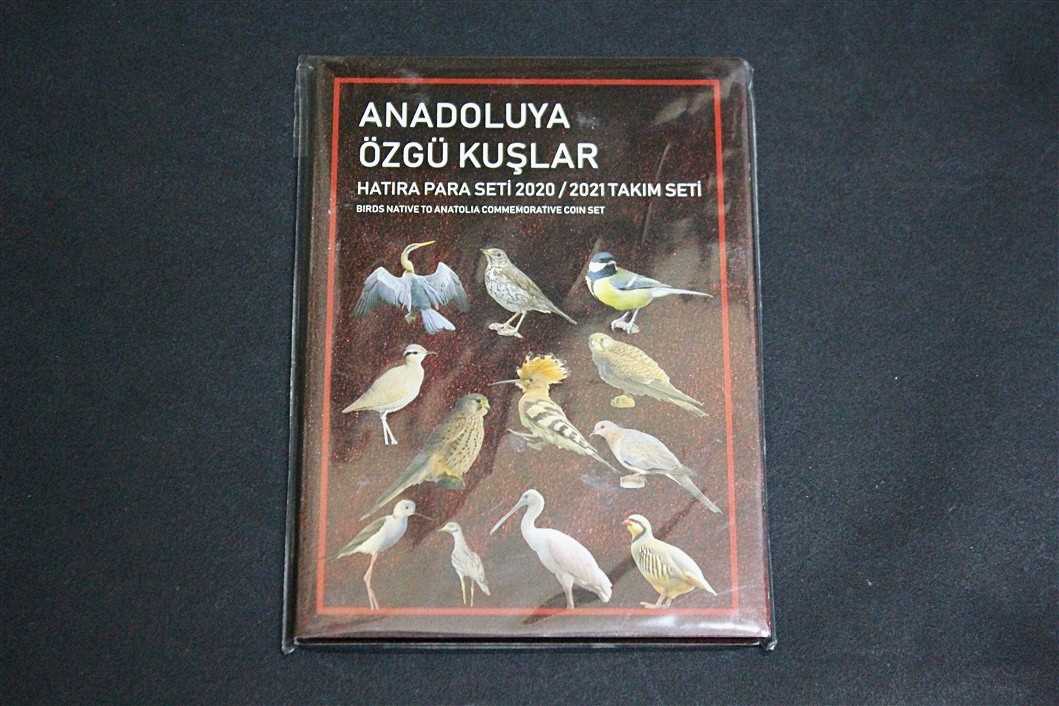 ANADOLUYA
ÖZGÜ KUŞLAR
HATIRA PARA SETİ 2020 / 2021 TAKIM SETİ
BIRDS NATIVE TO ANATOLIA COMMEMORATIVE COIN SET